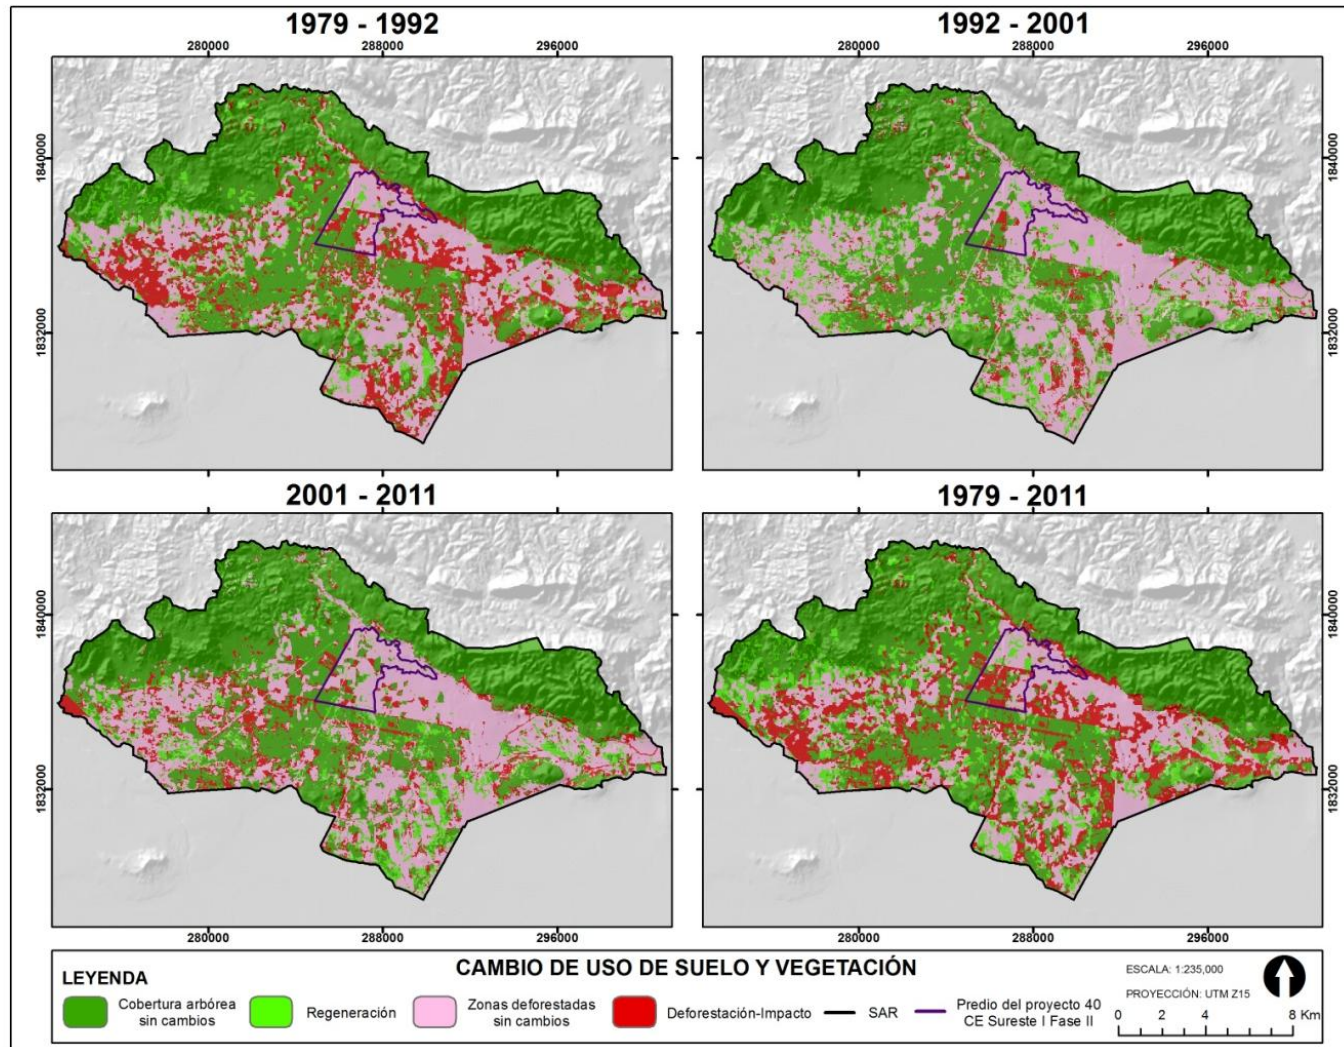 1979 - 1992
1992 - 2001
280000
288000
296000
280000
288000
296000
1840000
1840000
1832000
1832000
2001 - 2011
1979 - 2011
1840000
1840000
1832000
1832000
280000
288000
296000
280000
288000
296000
CAMBIO DE USO DE SUELO Y VEGETACIÓN
LEYENDA
Cobertura arbórea
sin cambios
Regeneración
Zonas deforestadas
sin cambios
Deforestación-Impacto
SAR
Predio del proyecto 40
CE Sureste I Fase II
ESCALA: 1:235,000
PROYECCIÓN: UTM Z15
0 2 4 8 Km